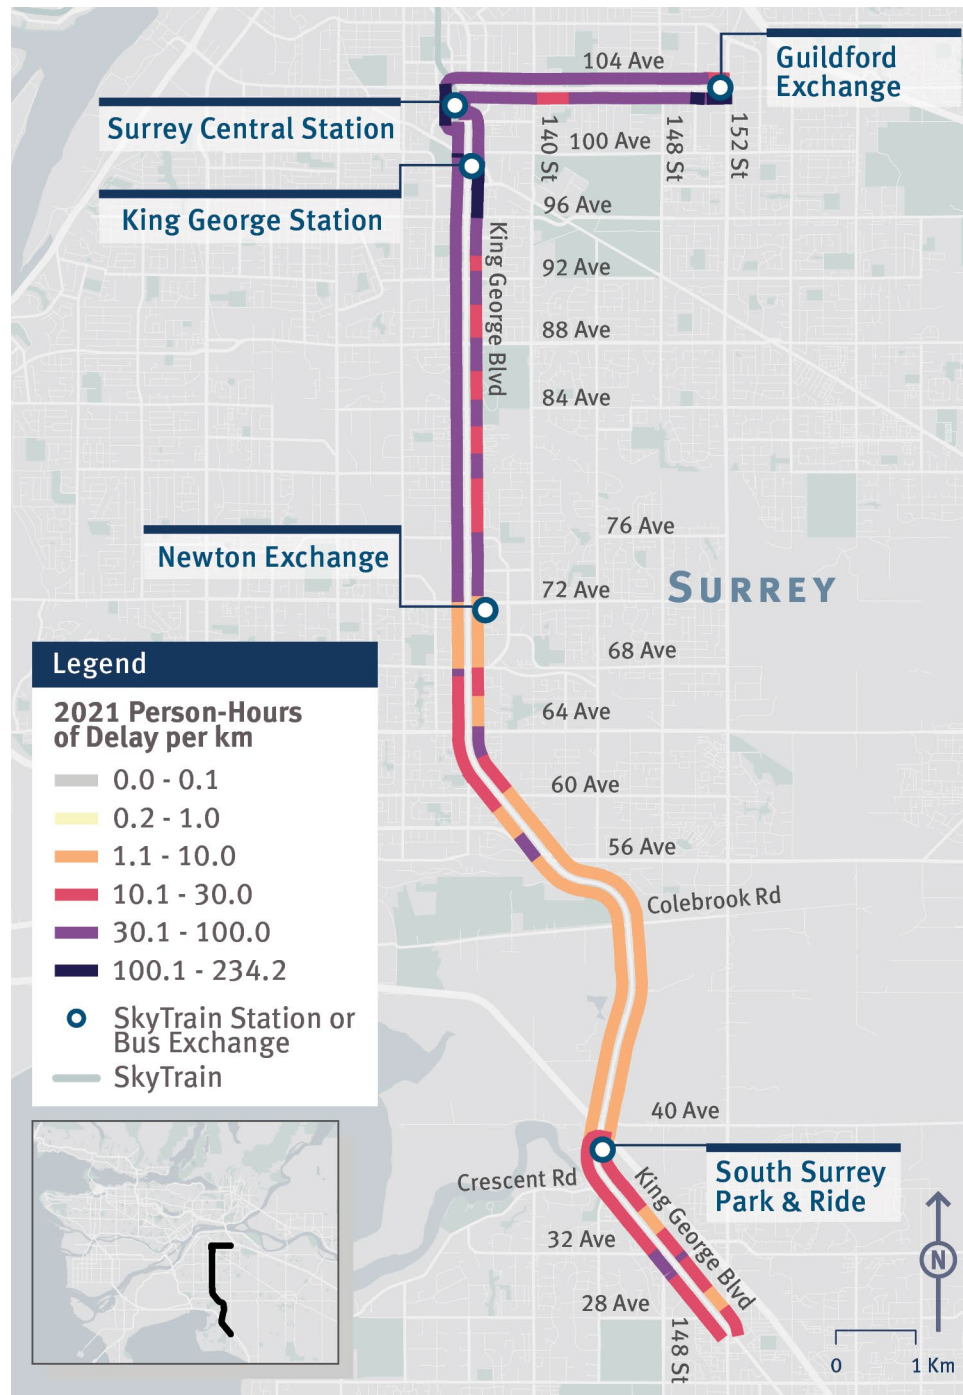 104 Ave
Guildford
Exchange
Surrey Central Station
140 St
100 Ave
148 St
152 St
King George Station
96 Ave
King George Blvd
92 Ave
88 Ave
84 Ave
76 Ave
Newton Exchange
72 Ave
SURREY
68 Ave
Legend
2021 Person-Hours
of Delay per km
0.0 - 0.1
0.2 - 1.0
1.1 - 10.0
10.1 - 30.0
30.1 - 100.0
100.1 - 234.2
SkyTrain Station or
Bus Exchange
SkyTrain
64 Ave
60 Ave
56 Ave
Colebrook Rd
40 Ave
Crescent Rd
King George Blvd
South Surrey
Park & Ride
32 Ave
28 Ave
148 St
N
0 1 Km